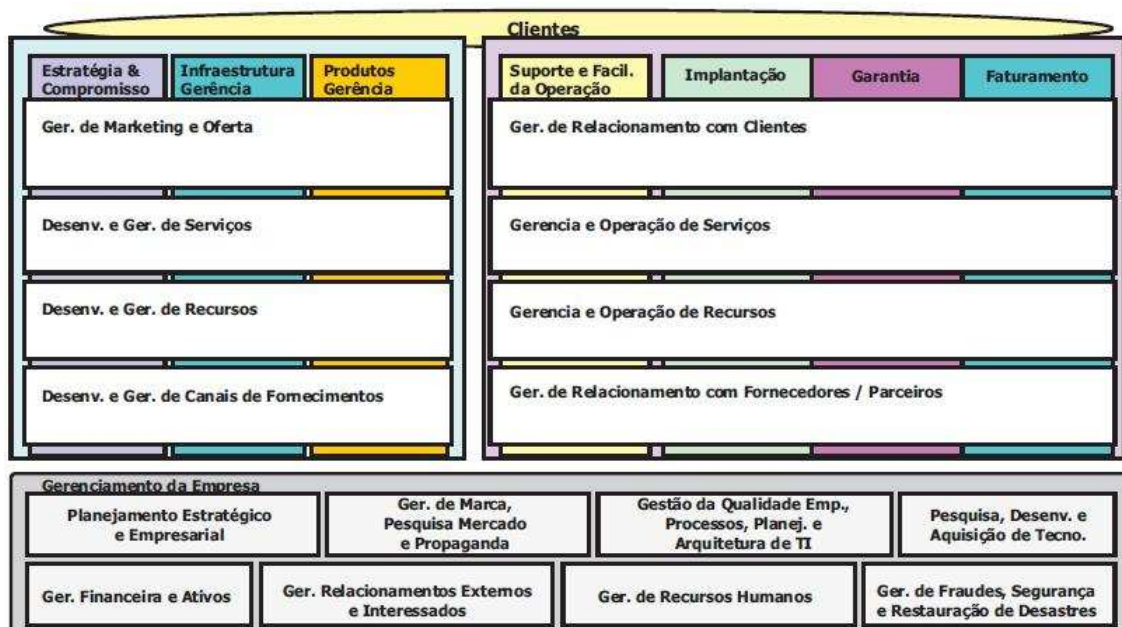 Clientes
Estratégia &
Compromisso
Infraestrutura
Gerência
Produtos
Gerência
Suporte e Facil.
da Operação
Implantação
Garantia
Faturamento
Ger. de Marketing e Oferta
Ger. de Relacionamento com Clientes
Desenv. e Ger. de Serviços
Gerencia e Operação de Serviços
Desenv. e Ger. de Recursos
Gerencia e Operação de Recursos
Desenv. e Ger. de Canais de Fornecimentos
Ger. de Relacionamento com Fornecedores / Parceiros
Gerenciamento da Empresa
Planejamento Estratégico
e Empresarial
Ger. de Marca,
Pesquisa Mercado
e Propaganda
Gestão da Qualidade Emp.,
Processos, Planej. e
Arquitetura de TI
Pesquisa, Desenv. e
Aquisição de Tecno.
Ger. Financeira e Ativos
Ger. Relacionamentos Externos
e Interessados
Ger. de Recursos Humanos
Ger. de Fraudes, Segurança
e Restauração de Desastres